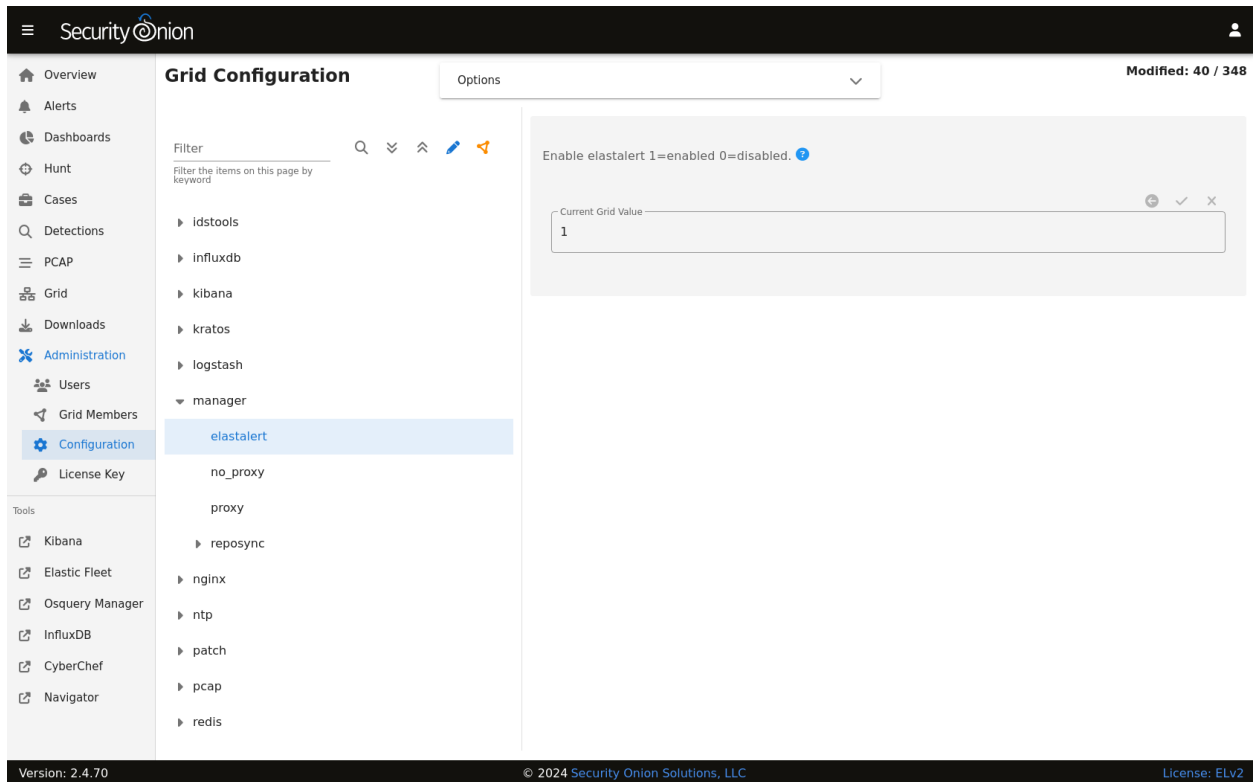 Security Onion
Overview
Alerts
Dashboards
Hunt
Cases
Detections
PCAP
Grid
Downloads
Administration
Users
Grid Members
Configuration
License Key
Tools
Kibana
Elastic Fleet
Osquery Manager
InfluxDB
CyberChef
Navigator
Grid Configuration
Options
Modified: 40 / 348
Filter
Filter the items on this page by
keyword
idstools
influxdb
kibana
kratos
logstash
manager
elastalert
no_proxy
proxy
reposync
nginx
ntp
patch
pcap
redis
Enable elastalert 1=enabled 0=disabled. ?
Current Grid Value
1
Version: 2.4.70
© 2024 Security Onion Solutions, LLC
License: ELv2